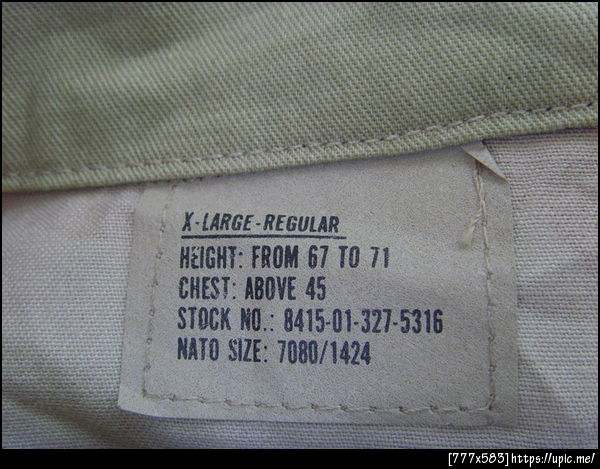 X-LARGE-REGULAR
HEIGHT: FROM 67 TO 71
CHEST: ABOVE 45
STOCK NO.: 8415-01-327-5316
NATO SIZE: 7080/1424
[777x583]https://upic.me/